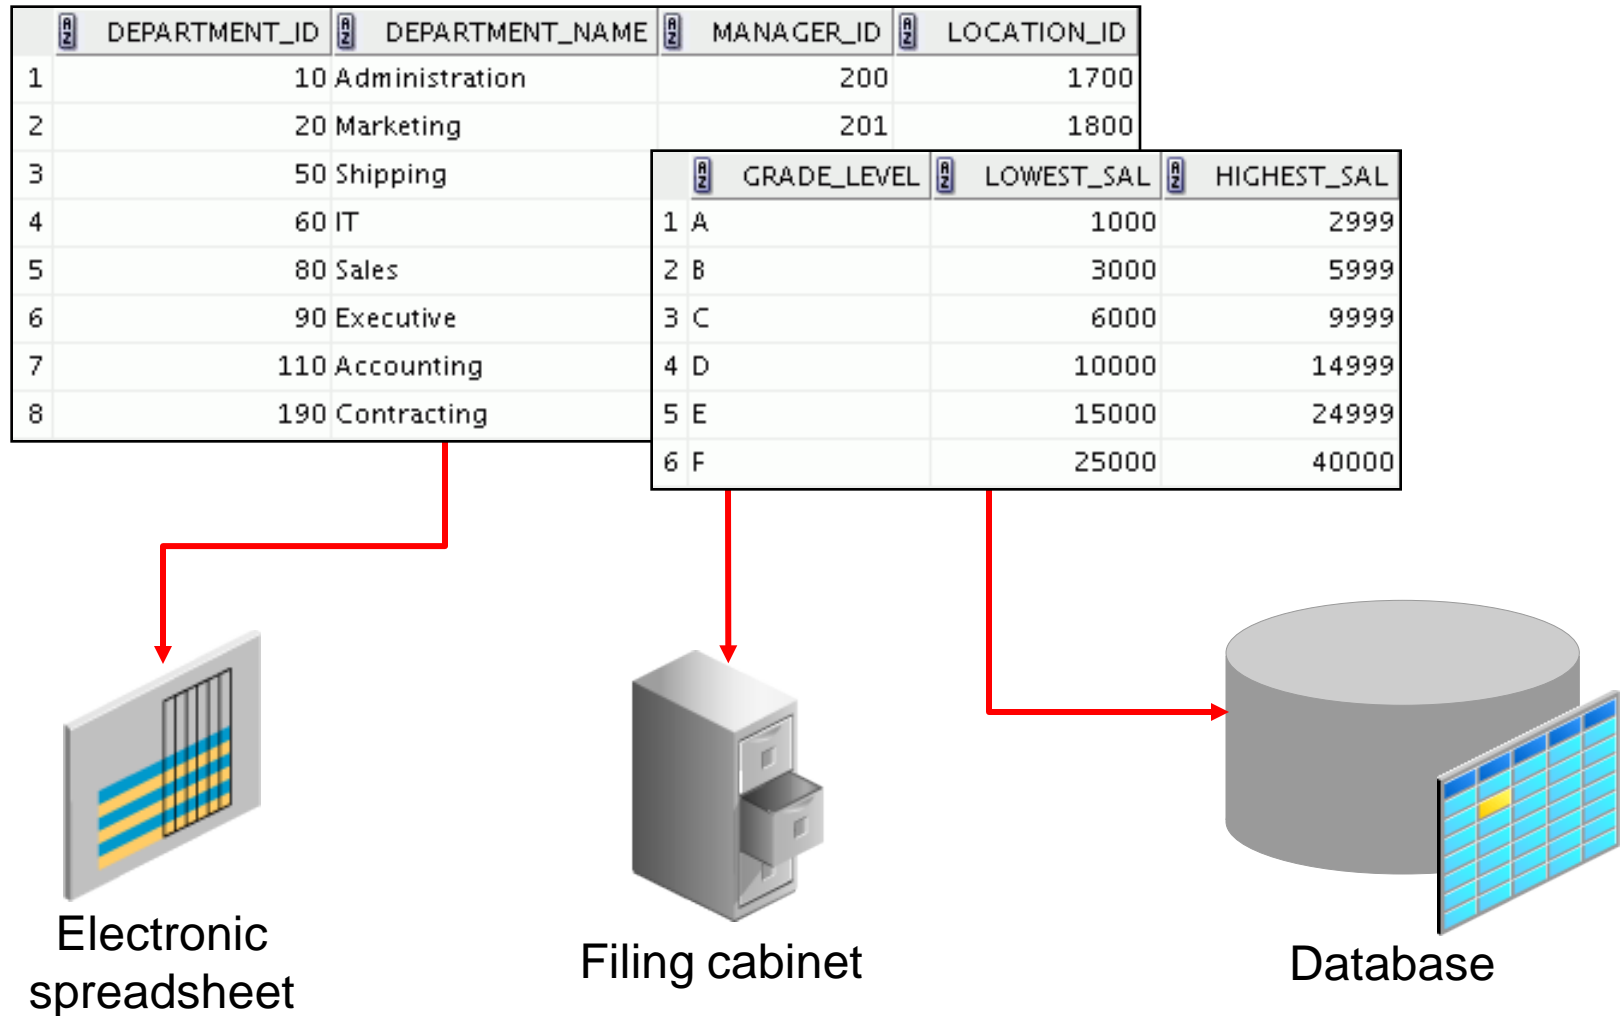 DEPARTMENT_ID DEPARTMENT_NAME MANAGER_ID LOCATION_ID
1 10 Administration 200 1700
2 20 Marketing 201 1800
3 50 Shipping
4 60 IT
5 80 Sales
6 90 Executive
7 110 Accounting
8 190 Contracting
GRADE_LEVEL LOWEST_SAL HIGHEST_SAL
1 A 1000 2999
2 B 3000 5999
3 C 6000 9999
4 D 10000 14999
5 E 15000 24999
6 F 25000 40000
Electronic
spreadsheet
Filing cabinet
Database